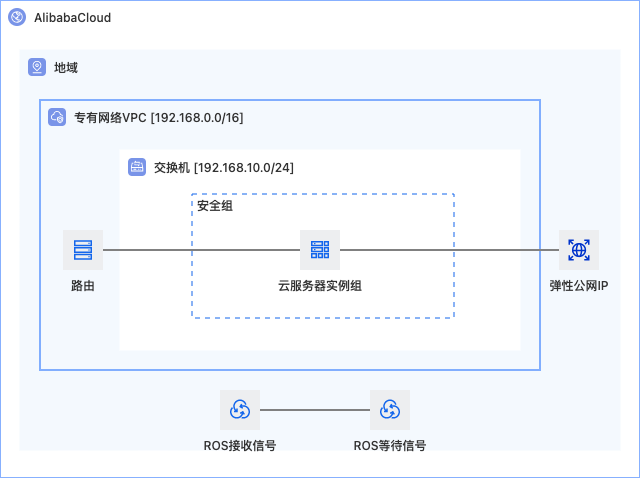 AlibabaCloud
地域
专有网络VPC [192.168.0.0/16]
交换机 [192.168.10.0/24]
安全组
路由
云服务器实例组
弹性公网IP
ROS接收信号
ROS等待信号